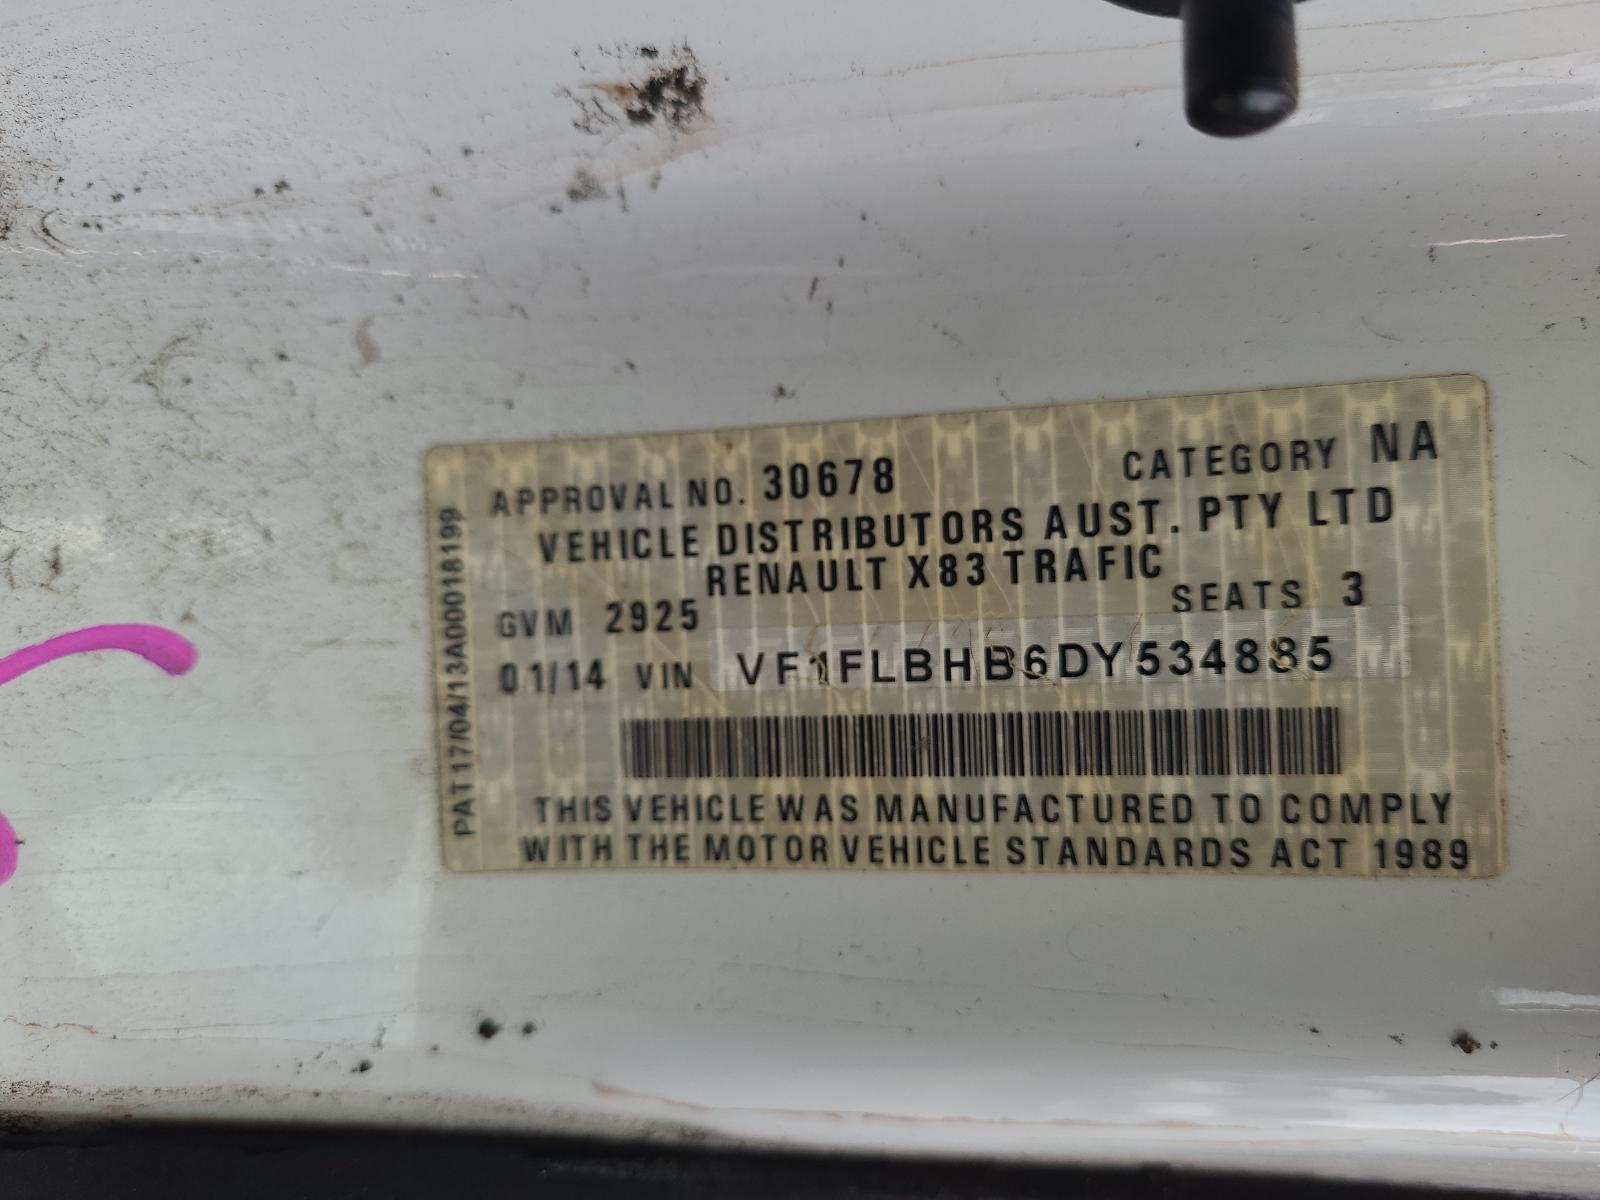 APPROVAL NO. 30678 CATEGORY NA
VEHICLE DISTRIBUTORS AUST. PTY LTD
RENAULT X83 TRAFIC
GVM 2925 SEATS 3
01/14 VIN VF1FLBHB6DY534885
THIS VEHICLE WAS MANUFACTURED TO COMPLY
WITH THE MOTOR VEHICLE STANDARDS ACT 1989
PAT 17/04/13A00018199